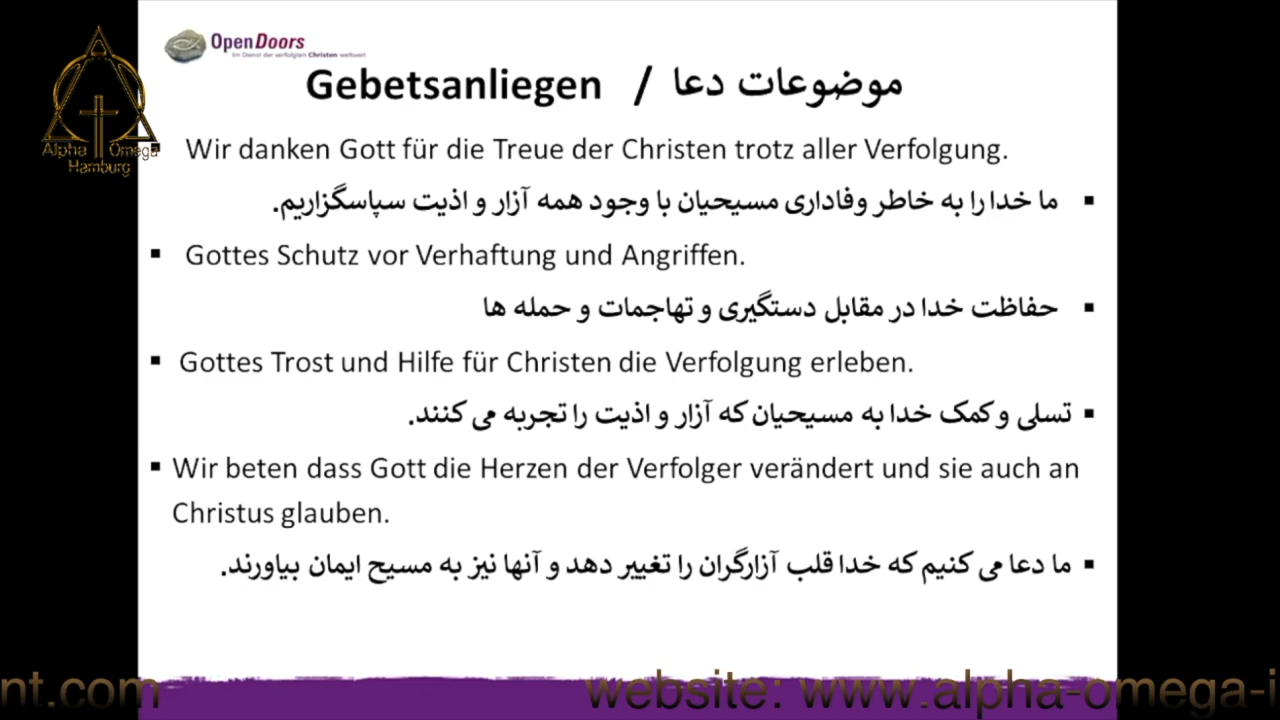 OpenDoors
Im Dienst der verfolgten Christen weltweit
Alpha Omega
Hamburg
Gebetsanliegen / موضوعات دعا
Wir danken Gott für die Treue der Christen trotz aller Verfolgung.
▪ ما خدا را به خاطر وفاداری مسیحیان با وجود همه آزار و اذیت سپاسگزاریم.
▪ Gottes Schutz vor Verhaftung und Angriffen.
▪ حفاظت خدا در مقابل دستگیری و تهاجمات و حمله ها
▪ Gottes Trost und Hilfe für Christen die Verfolgung erleben.
▪ تسلی و کمک خدا به مسیحیان که آزار و اذیت را تجربه می کنند.
▪ Wir beten dass Gott die Herzen der Verfolger verändert und sie auch an
Christus glauben.
▪ ما دعا می کنیم که خدا قلب آزارگران را تغییر دهد و آنها نیز به مسیح ایمان بیاورند.
nt.com website: www.alpha-omega-i